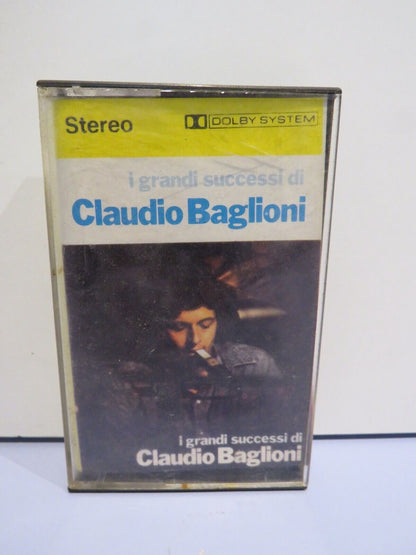 Stereo
DOLBY SYSTEM
i grandi successi di
Claudio Baglioni
i grandi successi di
Claudio Baglioni